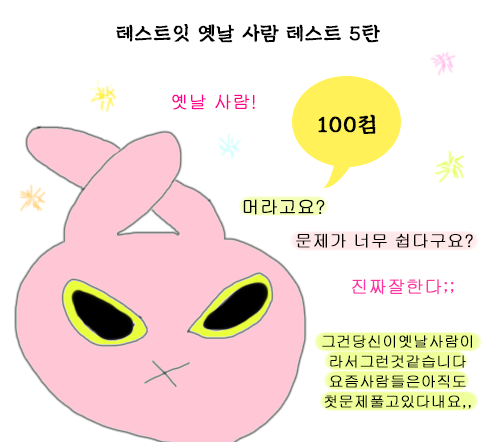 테스트잇 옛날 사람 테스트 5탄
옛날 사람!
100컴
머라고요?
문제가 너무 쉽다구요?
진짜잘한다;;
그건당신이옛날사람이
라서그런것같습니다
요즘사람들은아직도
첫문제풀고있다내요,,